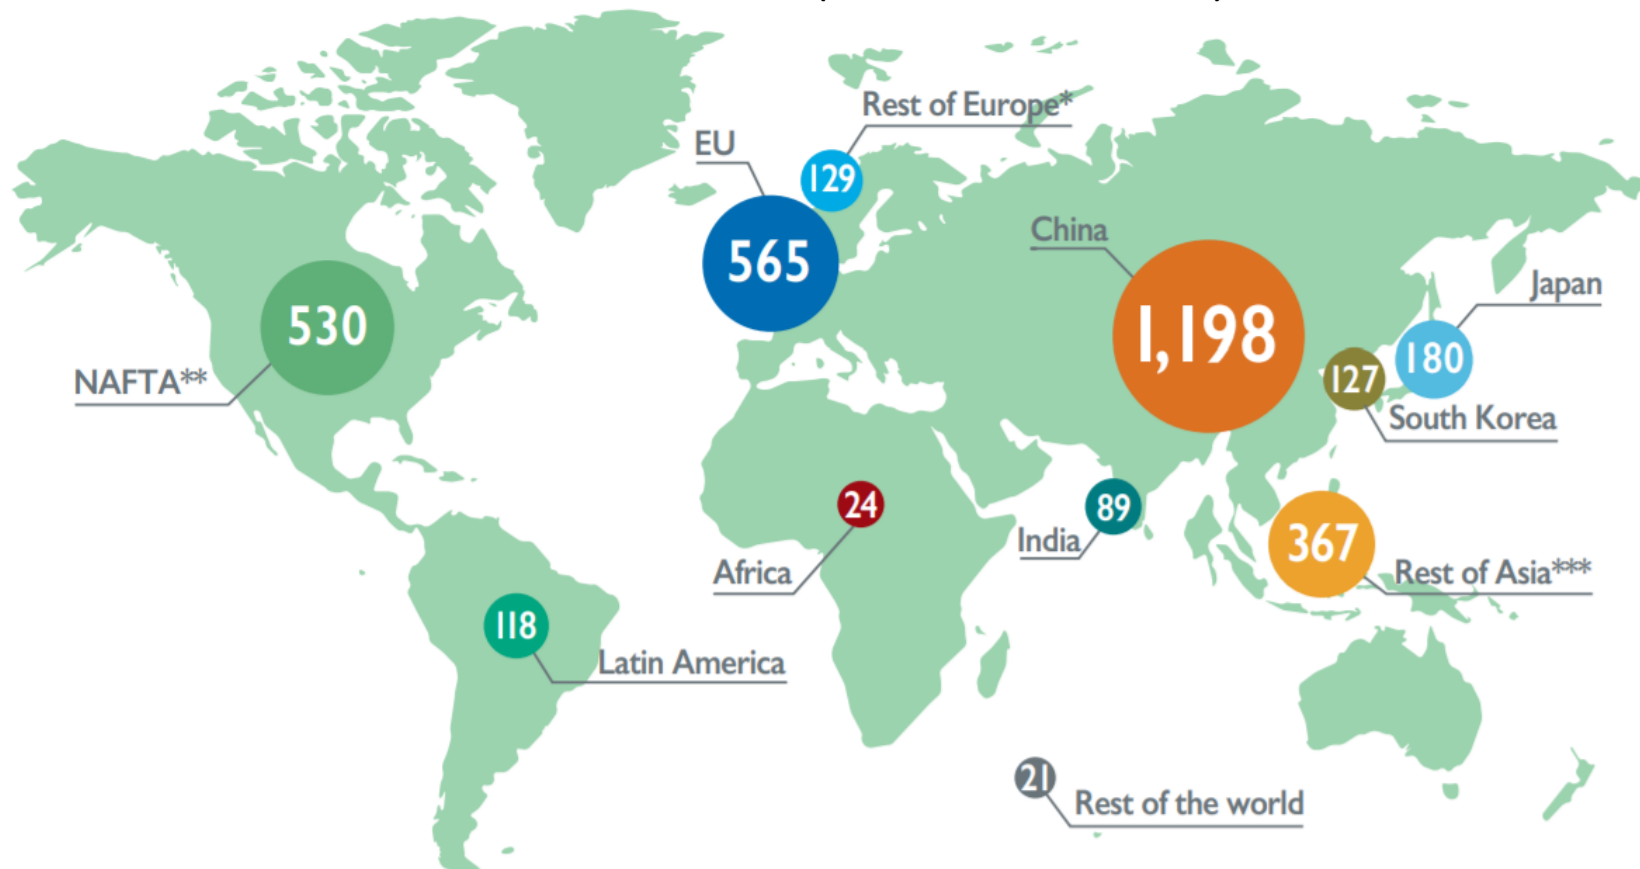 Rest of Europe*
EU
129
565
China
1,198
Japan
530
180
127
NAFTA**
South Korea
24
89
India
367
Africa
Rest of Asia***
118
Latin America
21
Rest of the world